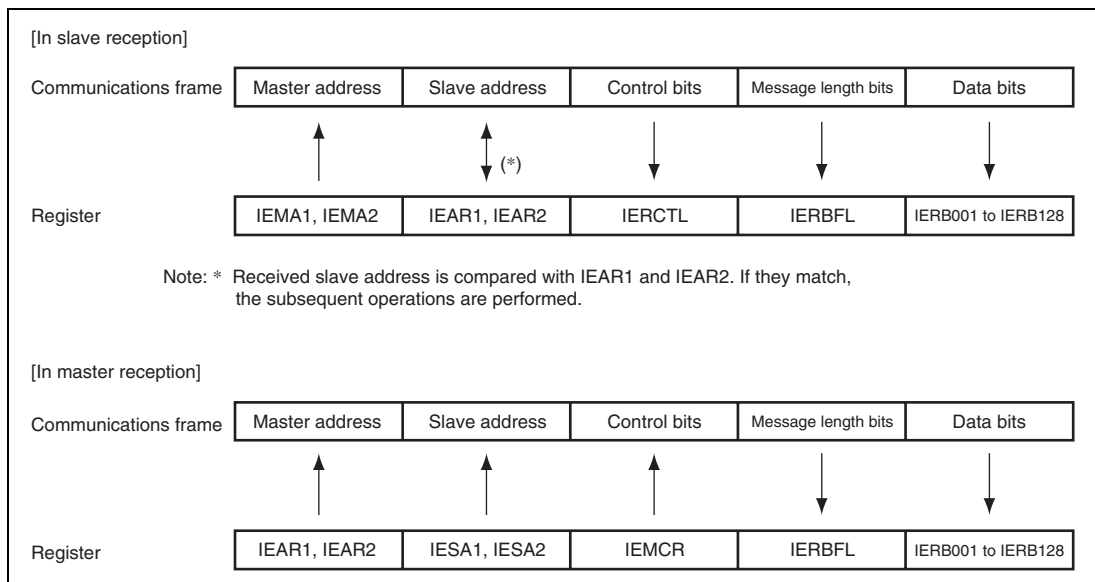 [In slave reception]
Communications frame Master address Slave address Control bits Message length bits Data bits
(*)
Register IEMA1, IEMA2 IEAR1, IEAR2 IERCTL IERBFL IERB001 to IERB128
Note: * Received slave address is compared with IEAR1 and IEAR2. If they match,
the subsequent operations are performed.
[In master reception]
Communications frame Master address Slave address Control bits Message length bits Data bits
Register IEAR1, IEAR2 IESA1, IESA2 IEMCR IERBFL IERB001 to IERB128